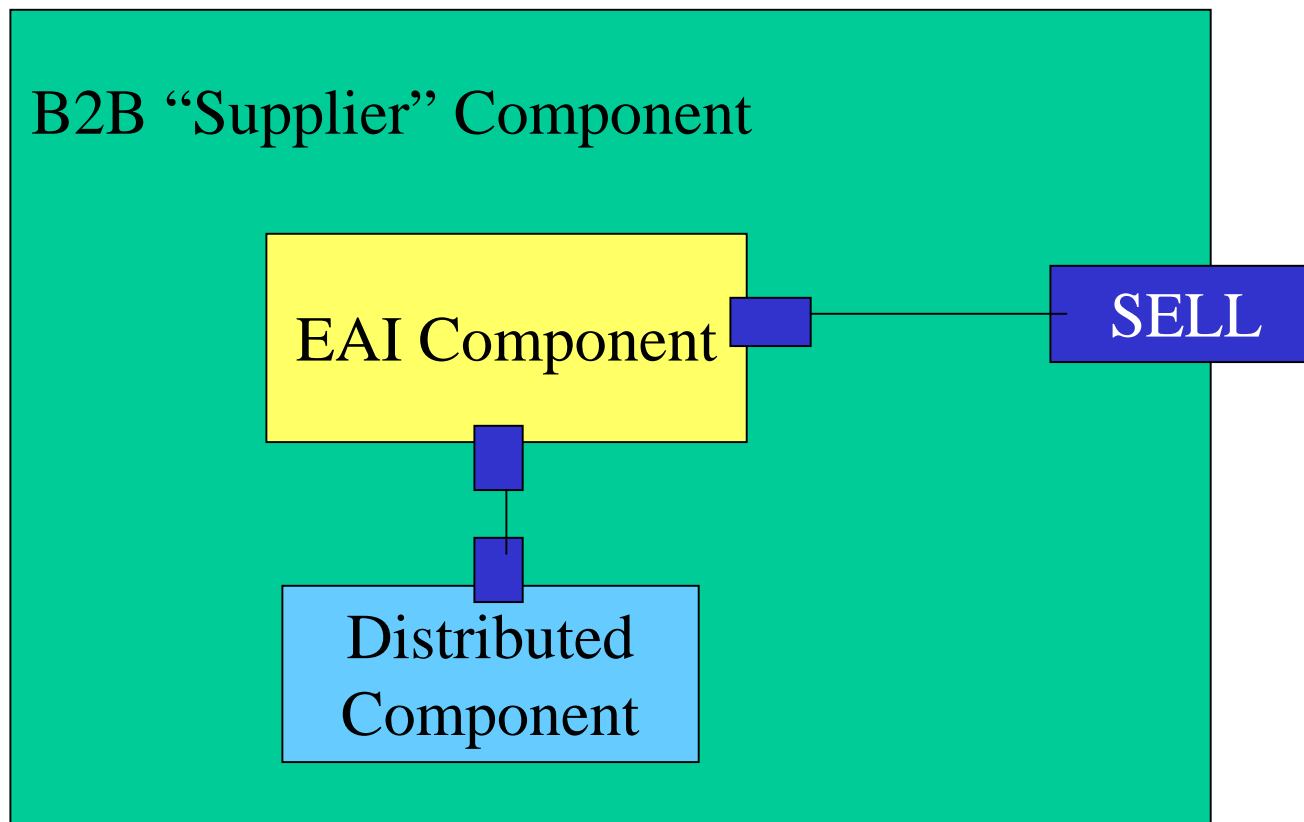 B2B “Supplier” Component
SELL
EAI Component
Distributed
Component